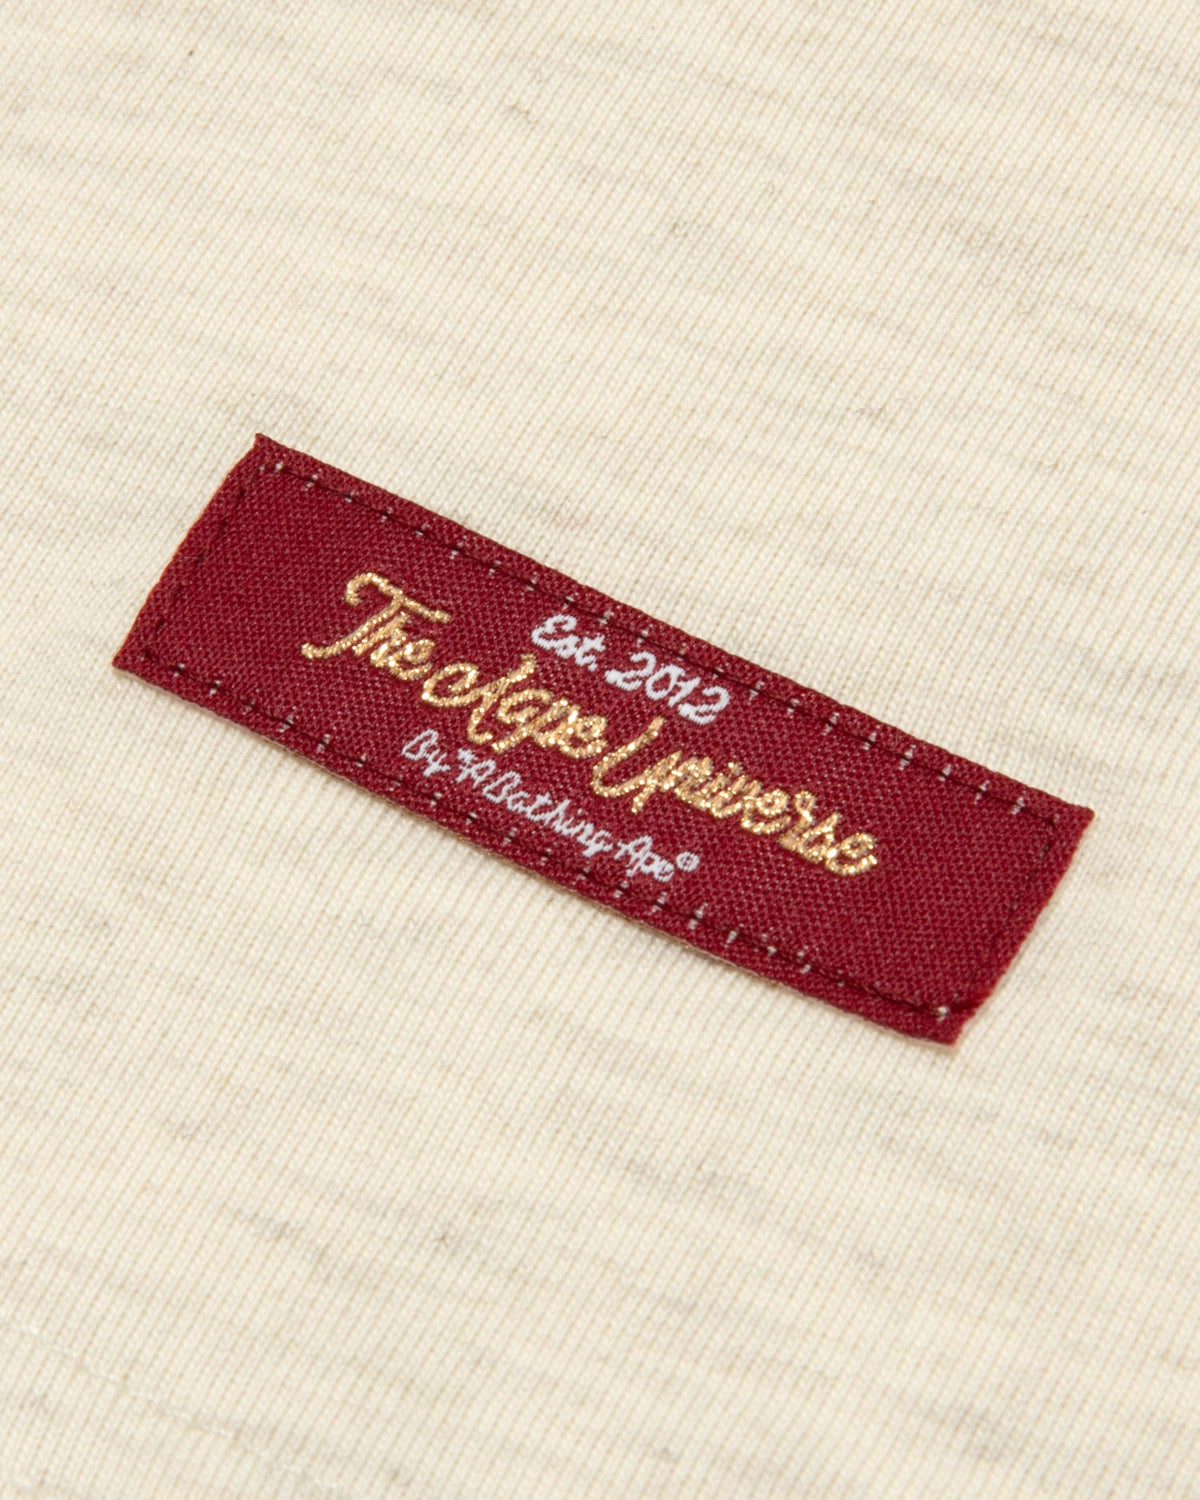 Est. 2012
The Ape Universe
By *A Bathing Ape®